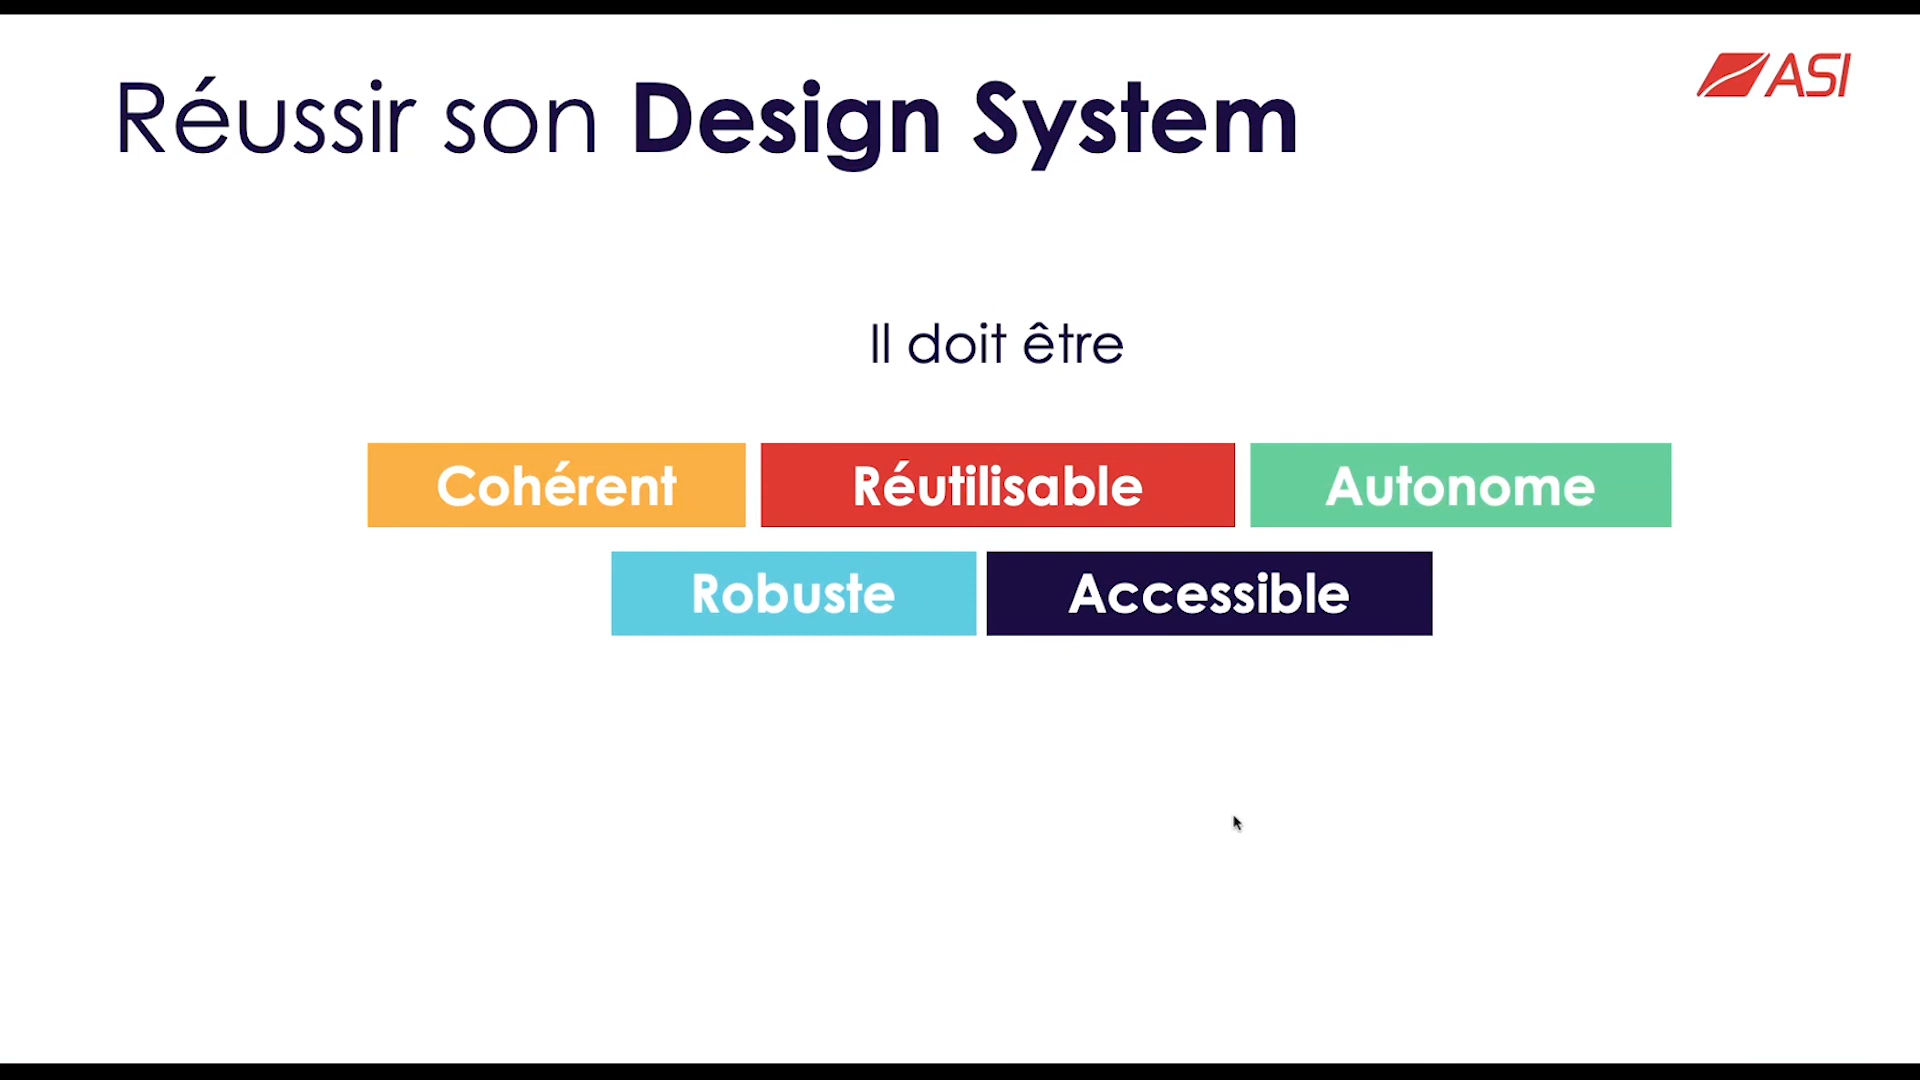 Réussir son Design System
ASI
Il doit être
Cohérent Réutilisable Autonome
Robuste Accessible